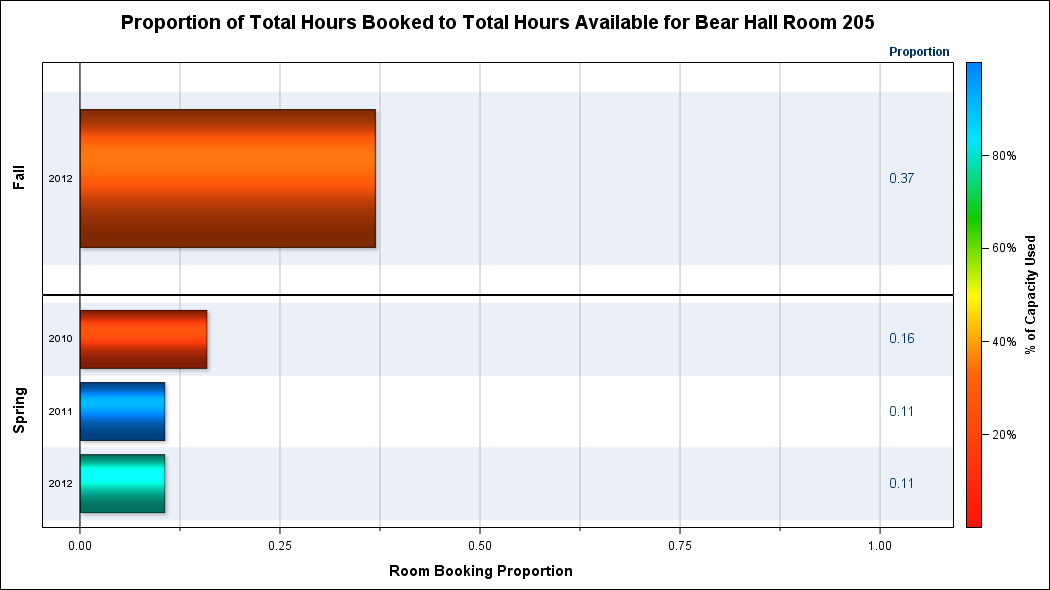 Proportion of Total Hours Booked to Total Hours Available for Bear Hall Room 205
Proportion
Fall
2012
0.37
Spring
2010
0.16
2011
0.11
2012
0.11
80%
60%
40%
20%
% of Capacity Used
0.00 0.25 0.50 0.75 1.00
Room Booking Proportion